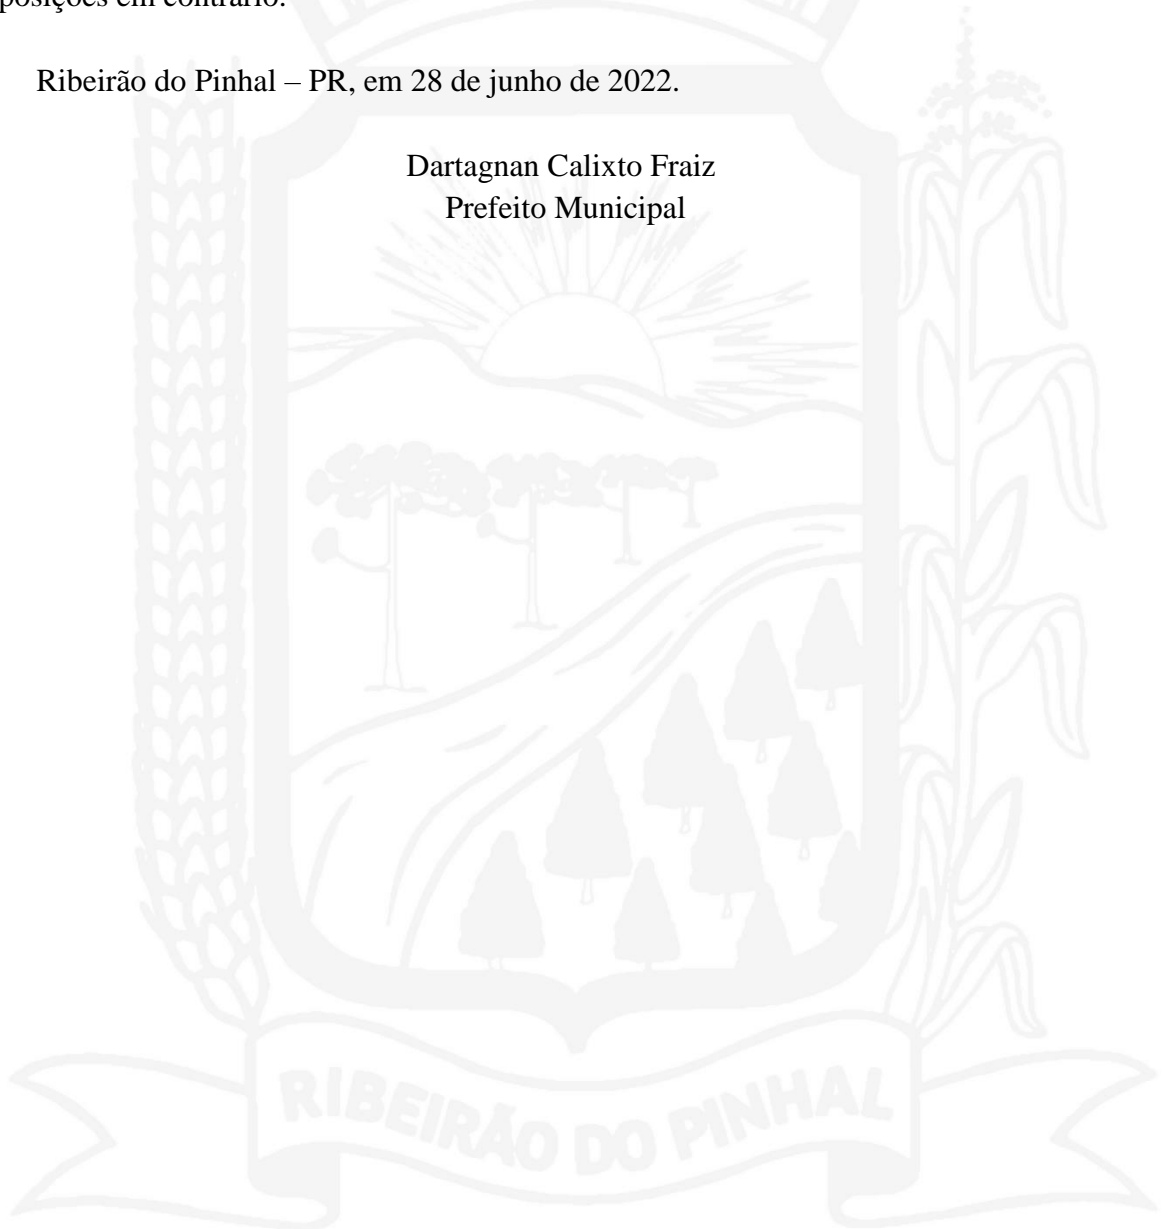 posições em contrário.
Ribeirão do Pinhal – PR, em 28 de junho de 2022.
Dartagnan Calixto Fraiz
Prefeito Municipal
RIBEIRÃO DO PINHAL